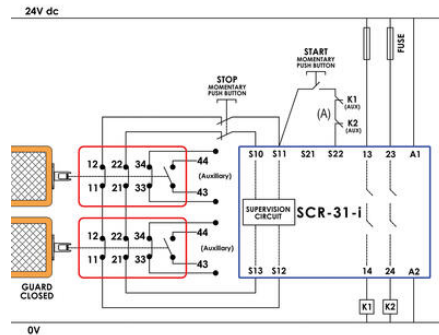 24V dc
START
MOMENTARY
PUSH BUTTON
FUSE
STOP
MOMENTARY
PUSH BUTTON
K1
(AUX)
(A)
K2
(AUX)
S10 S11 S21 S22 13 23 A1
12 22 34 44
(Auxiliary)
11 21 33 43
SUPERVISION
CIRCUIT
SCR-31-i
12 22 34 44
(Auxiliary)
11 21 33 43
S13 S12 14 24 A2
GUARD
CLOSED
K1 K2
0V